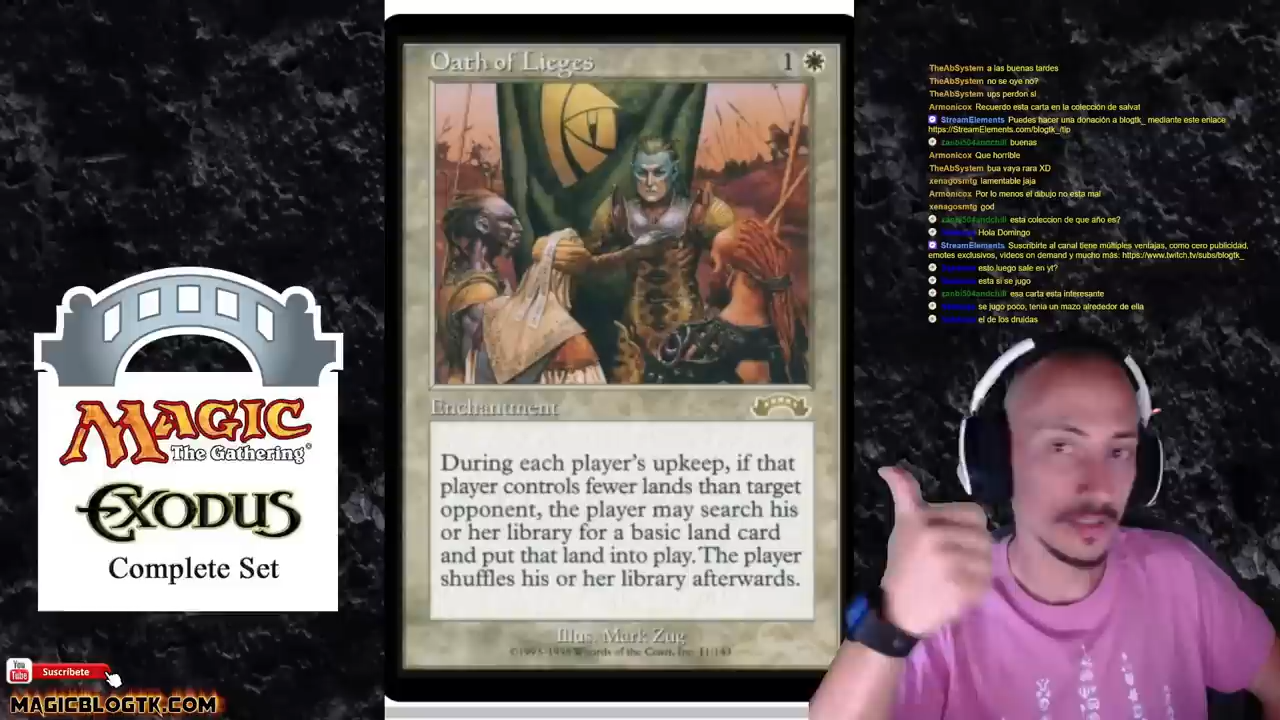 Oath of Lieges 1
Enchantment
During each player's upkeep, if that
player controls fewer lands than target
opponent, the player may search his
or her library for a basic land card
and put that land into play. The player
shuffles his or her library afterwards.
Illus. Mark Zug
MAGIC
The Gathering®
EXODUS
Complete Set
You
Tube
Suscríbete
MAGICBLOGTK.COM
TheAbSystem a las buenas tardes
TheAbSystem no se oye no?
TheAbSystem ups perdon sI
Armonicox Recuerdo esta carta en la colección de salvat
StreamElements Puedes hacer una donación a blogtk_ mediante este enlace
https://StreamElements.com/blogtk_/tip
buenas
Armonicox Que horrible
TheAbSystem bua vaya rara XD
xenagosmtg lamentable jaja
Armonicox Por lo menos el dibujo no esta mal
xenagosmtg god
esta coleccion de que año es?
Hola Domingo
StreamElements Suscribirte al canal tiene múltiples ventajas, como cero publicidad,
emotes exclusivos, videos on demand y mucho más: https://www.twitch.tv/subs/blogtk_
esto luego sale en yt?
esta si se jugo
esa carta esta interesante
se jugo poco, tenia un mazo alrededor de ella
el de los druidas